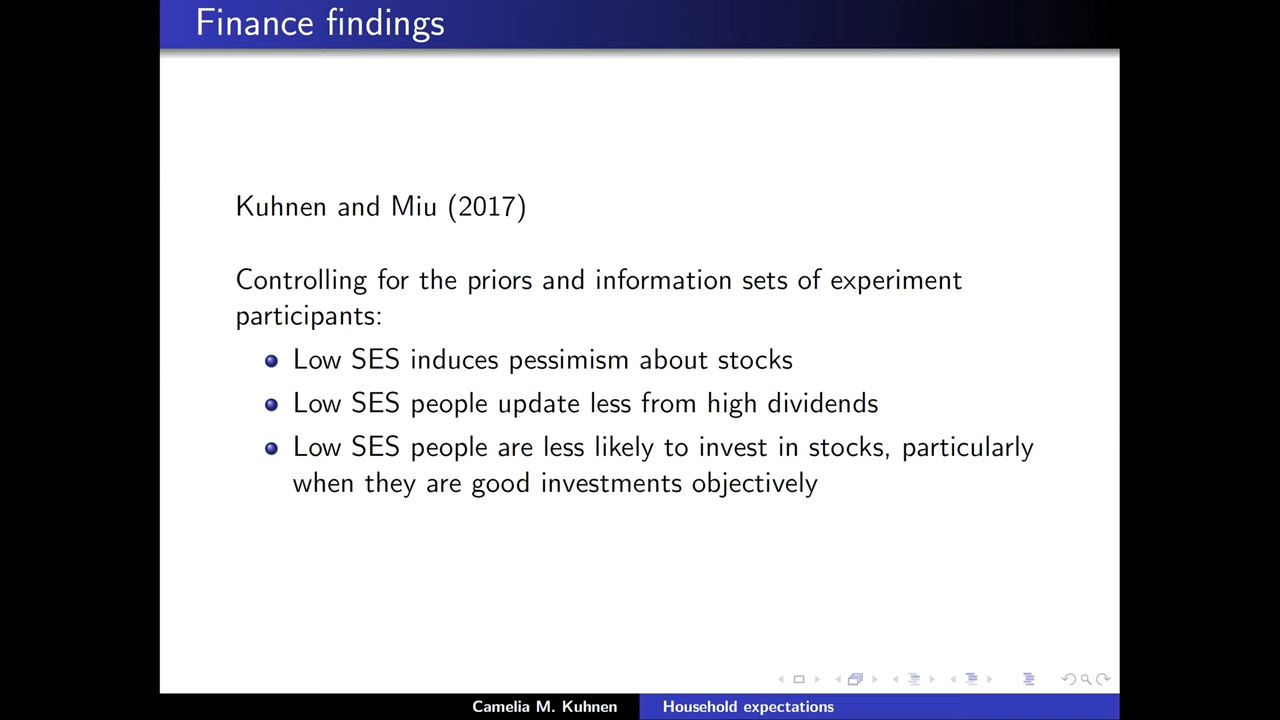 Finance findings
Kuhnen and Miu (2017)
Controlling for the priors and information sets of experiment
participants:
Low SES induces pessimism about stocks
Low SES people update less from high dividends
Low SES people are less likely to invest in stocks, particularly
when they are good investments objectively
Camelia M. Kuhnen
Household expectations